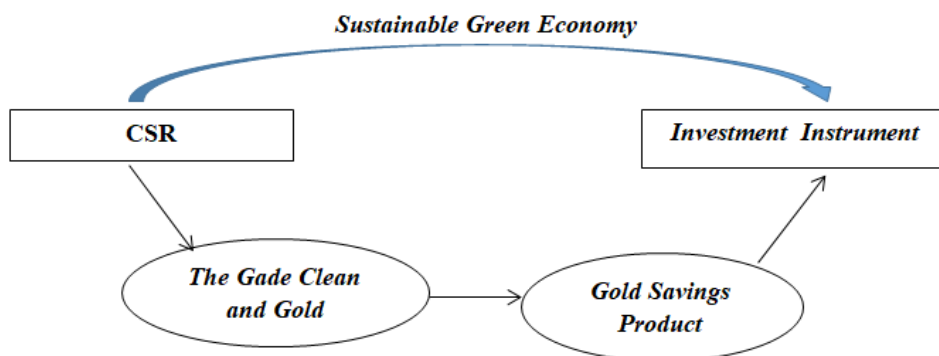 Sustainable Green Economy
CSR
Investment Instrument
The Gade Clean
and Gold
Gold Savings
Product